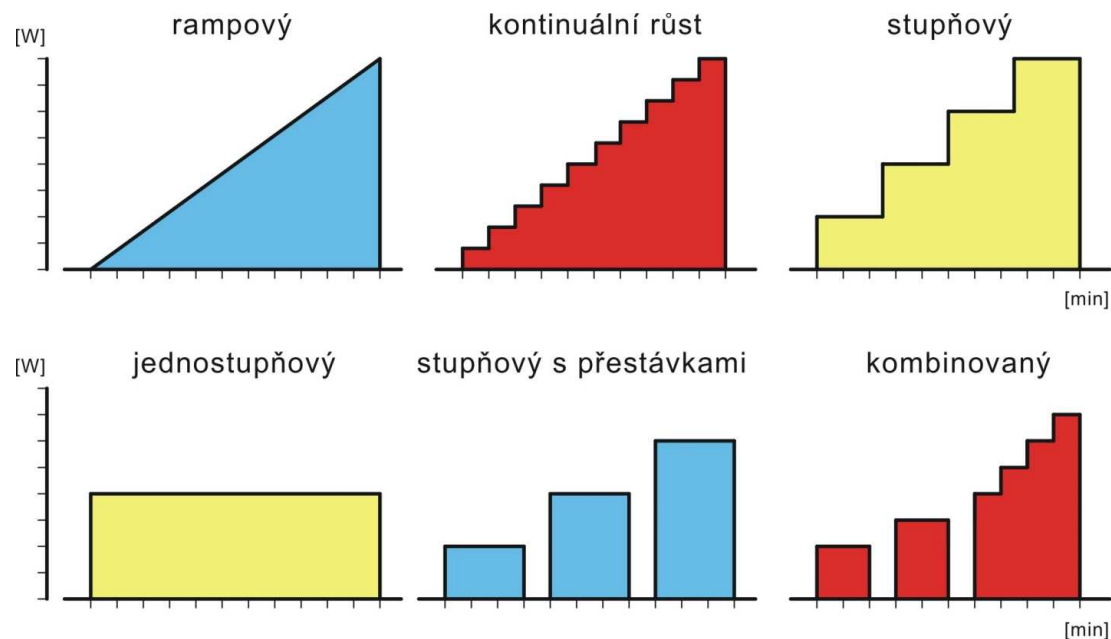 rampový kontinuální růst stupňový
[W]
[min]
jednostupňový stupňový s přestávkami kombinovaný
[W]
[min]